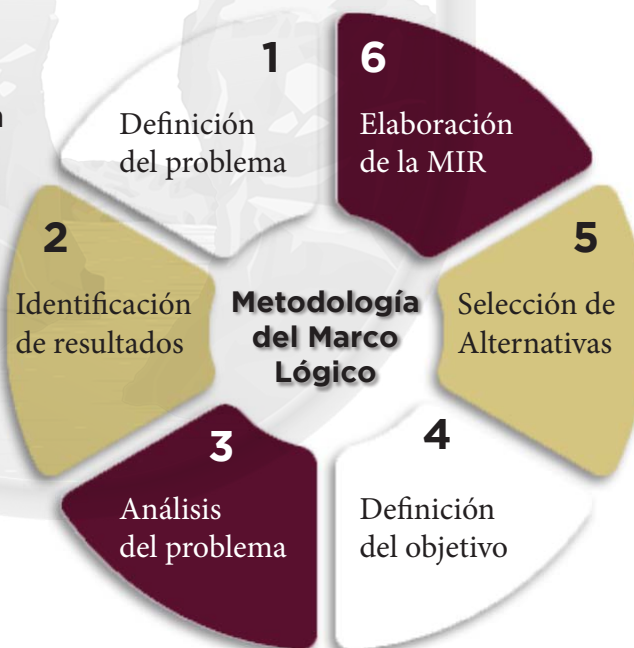 1
Definición
del problema
2
Identificación
de resultados
3
Análisis
del problema
4
Definición
del objetivo
5
Selección de
Alternativas
6
Elaboración
de la MIR
Metodología
del Marco
Lógico